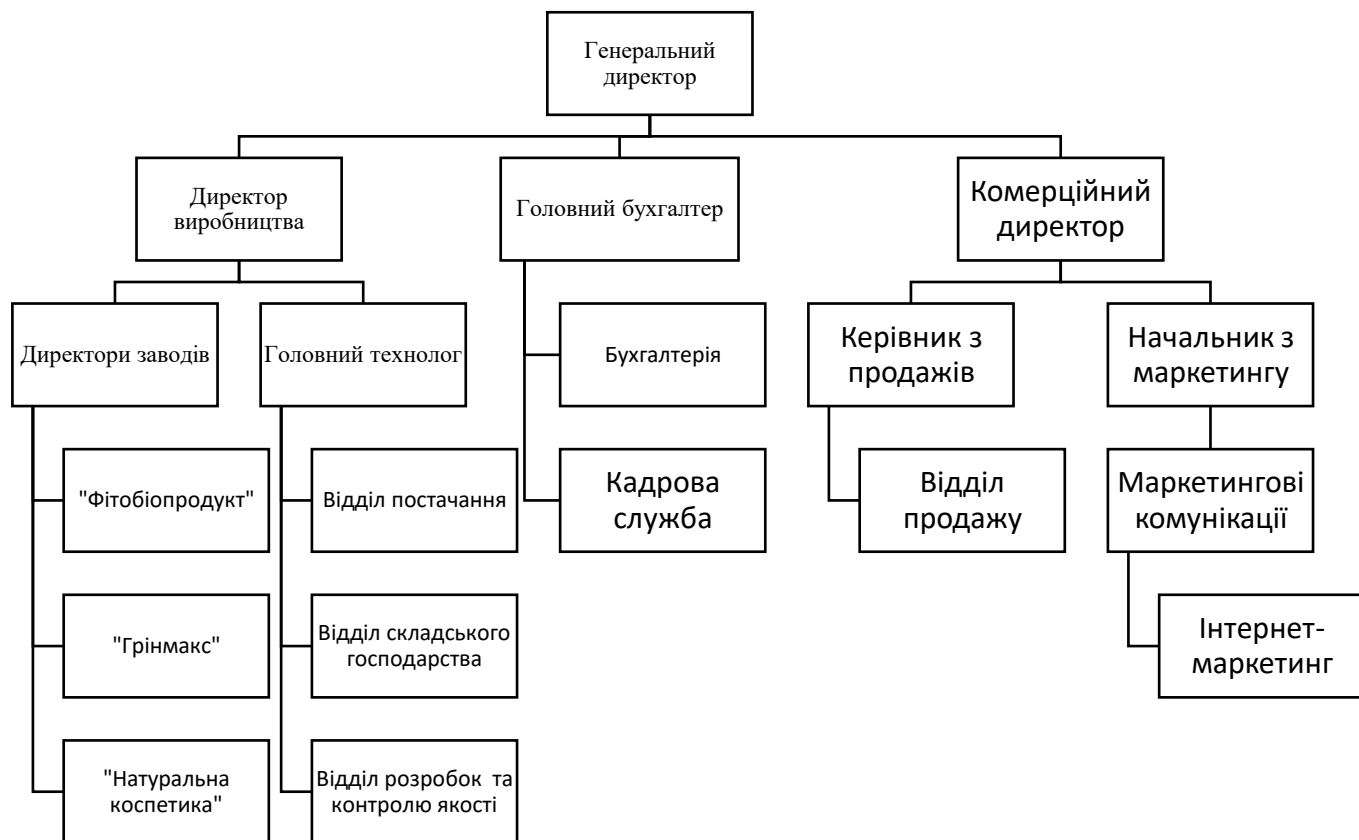 Генеральний
директор
Директор
виробництва
Головний бухгалтер
Комерційний
директор
Директори заводів
Головний технолог
Бухгалтерія
Керівник з
продажів
Начальник з
маркетингу
"Фітобіопродукт"
Відділ постачання
Кадрова
служба
Відділ
продажу
Маркетингові
комунікації
"Грінмакс"
Відділ складського
господарства
Інтернет-
маркетинг
"Натуральна
коспетика"
Відділ розробок та
контролю якості